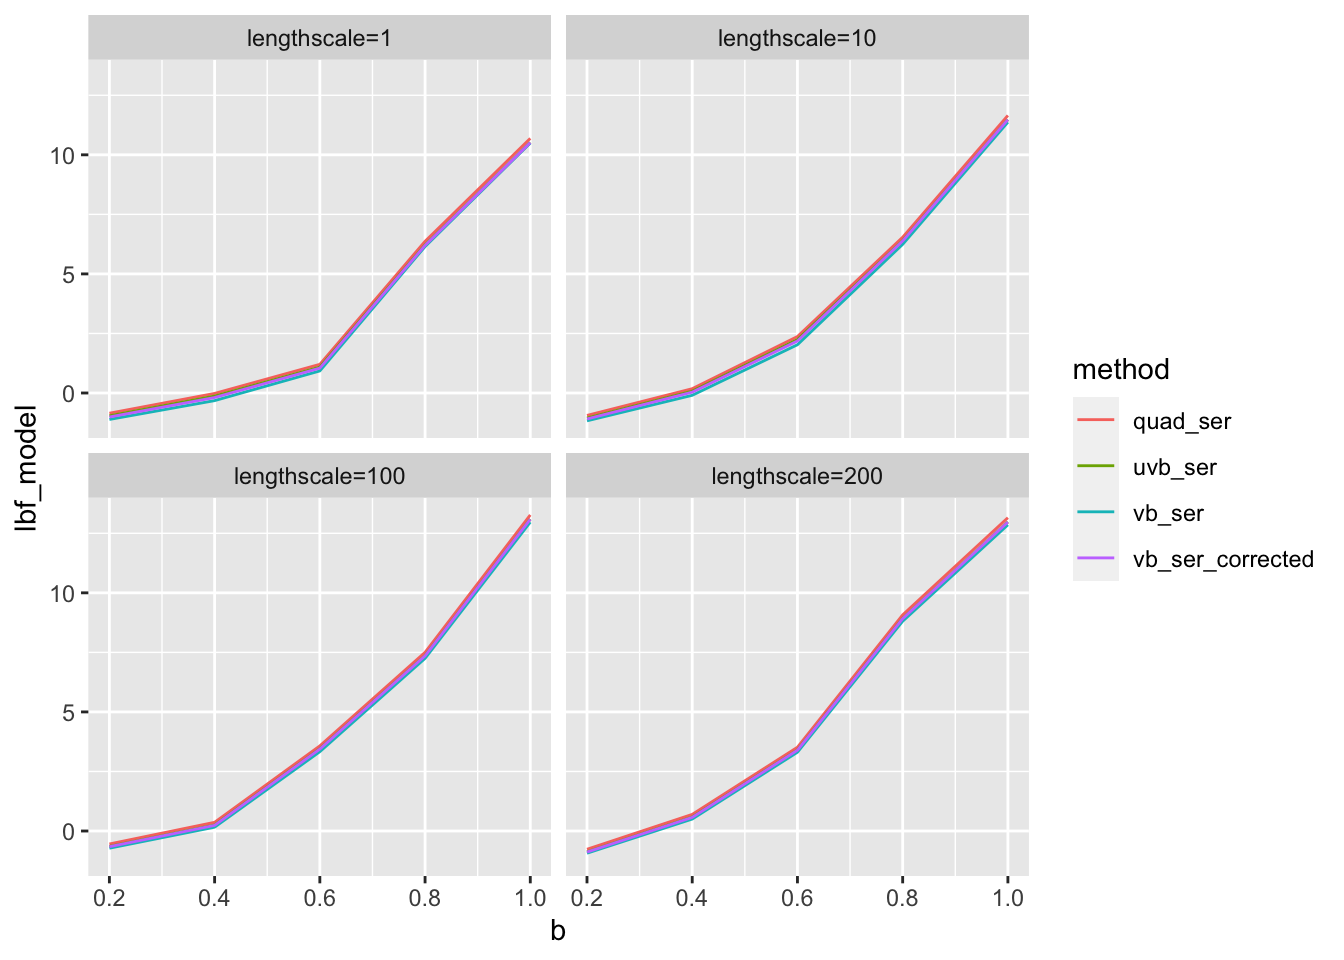 lengthscale=1
lengthscale=10
10
5
0
lengthscale=100
lengthscale=200
10
5
0
0.2 0.4 0.6 0.8 1.0 0.2 0.4 0.6 0.8 1.0
b
lbf_model
method
quad_ser
uvb_ser
vb_ser
vb_ser_corrected